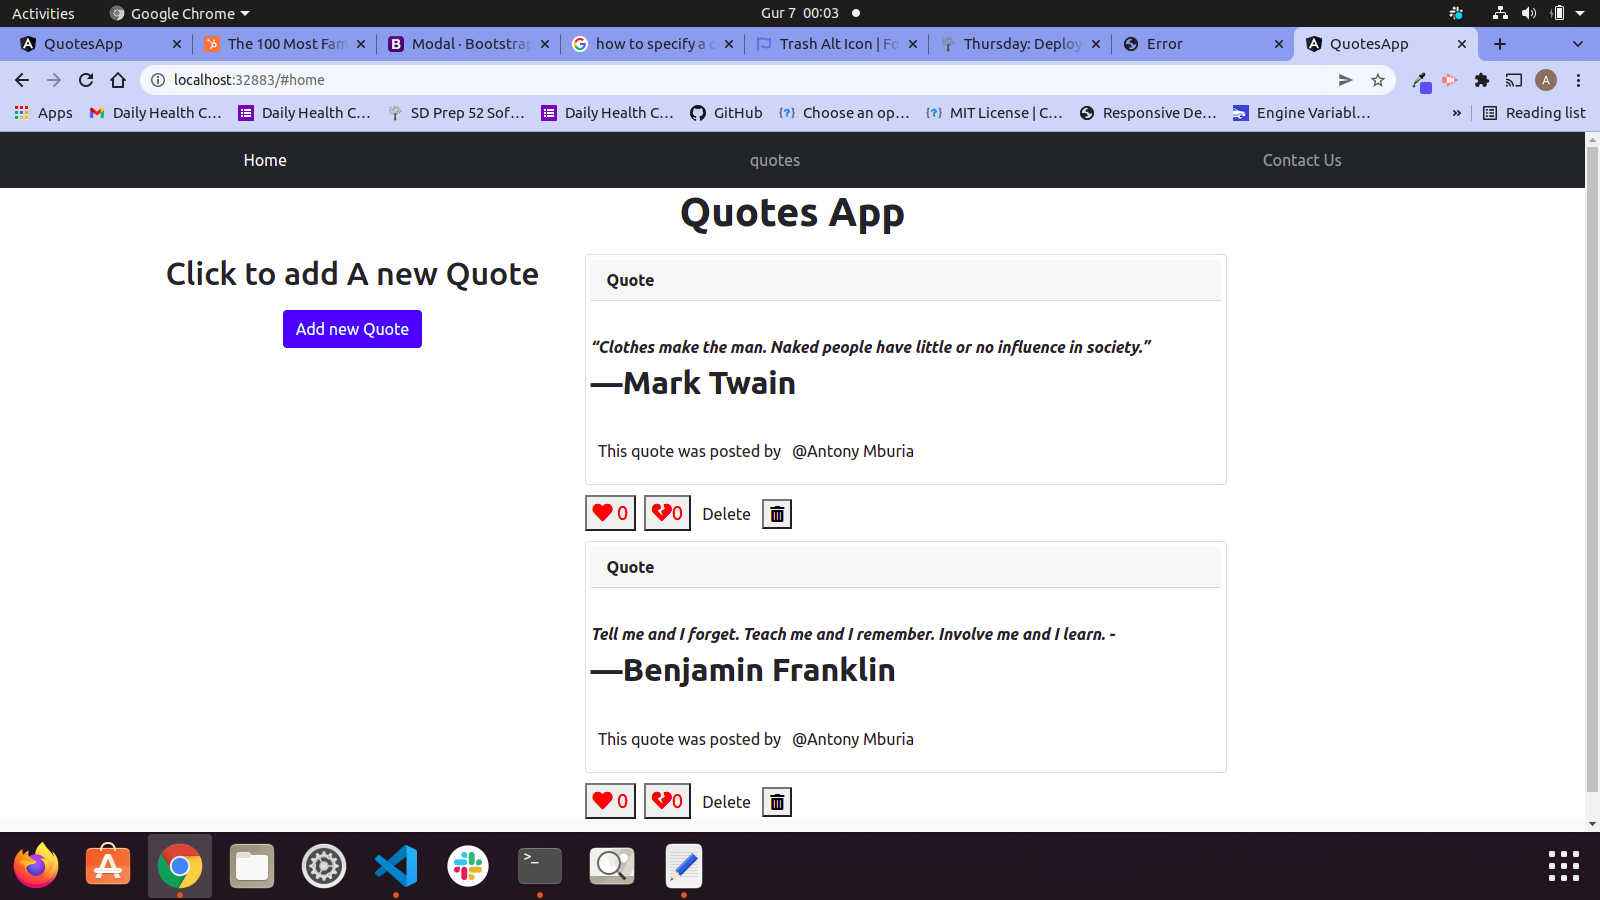 Activities Google Chrome Gur 7 00:03
QuotesApp The 100 Most Fam Modal · Bootstrap how to specify a c Trash Alt Icon | Fo Thursday: Deploy Error QuotesApp
localhost:32883/#home A
Apps Daily Health C… Daily Health C… SD Prep 52 Sof… Daily Health C… GitHub Choose an op… MIT License | C… Responsive De… Engine Variabl… » Reading list
Home quotes Contact Us
Quotes App
Click to add A new Quote
Add new Quote
Quote
“Clothes make the man. Naked people have little or no influence in society.”
—Mark Twain
This quote was posted by @Antony Mburia
0 0 Delete
Quote
Tell me and I forget. Teach me and I remember. Involve me and I learn. -
—Benjamin Franklin
This quote was posted by @Antony Mburia
0 0 Delete